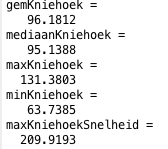 gemKniehoek =
96.1812
mediaanKniehoek =
95.1388
maxKniehoek =
131.3803
minKniehoek =
63.7385
maxKniehoekSnelheid =
209.9193